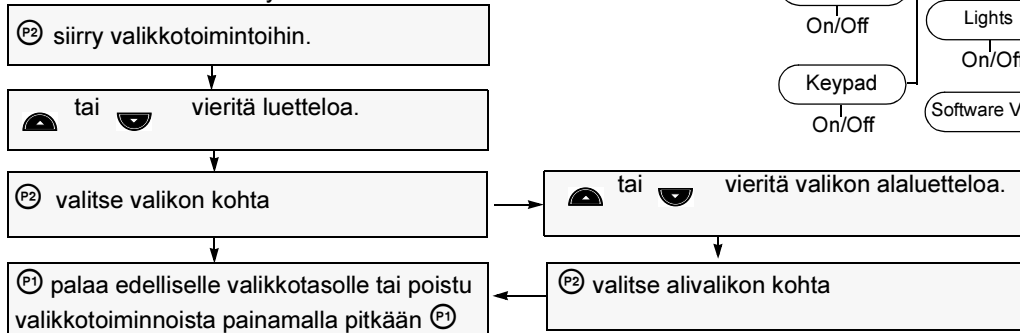 P2 siirry valikkotoimintoihin.
tai vieritä luetteloa.
P2 valitse valikon kohta
P1 palaa edelliselle valikkotasolle tai poistu
valikkotoiminnoista painamalla pitkään P1
tai vieritä valikon alaluetteloa.
P2 valitse alivalikon kohta
On/Off
Keypad
On/Off
Lights
On/Off
Software V